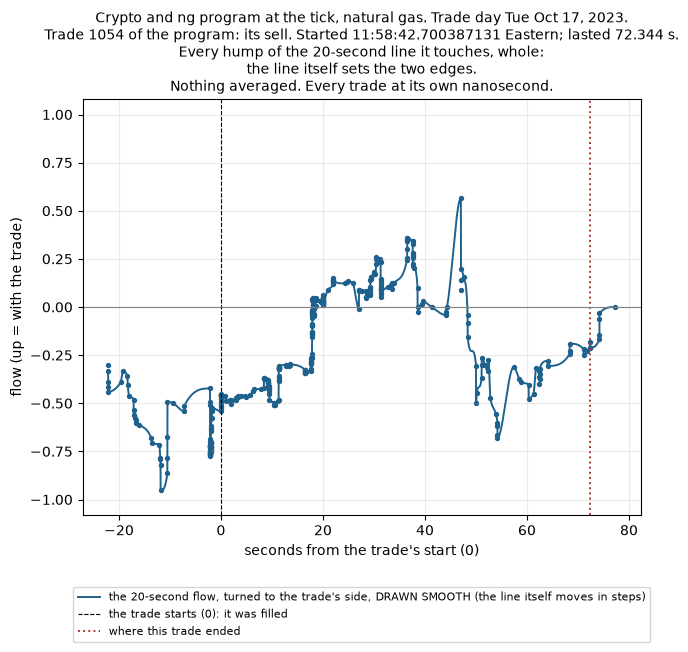 Crypto and ng program at the tick, natural gas. Trade day Tue Oct 17, 2023.
Trade 1054 of the program: its sell. Started 11:58:42.700387131 Eastern; lasted 72.344 s.
Every hump of the 20-second line it touches, whole:
the line itself sets the two edges.
Nothing averaged. Every trade at its own nanosecond.
1.00
0.75
0.50
0.25
0.00
−0.25
−0.50
−0.75
−1.00
flow (up = with the trade)
−20 0 20 40 60 80
seconds from the trade's start (0)
the 20-second flow, turned to the trade's side, DRAWN SMOOTH (the line itself moves in steps)
the trade starts (0): it was filled
where this trade ended